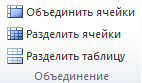 Объединить ячейки
Разделить ячейки
Разделить таблицу
Объединение